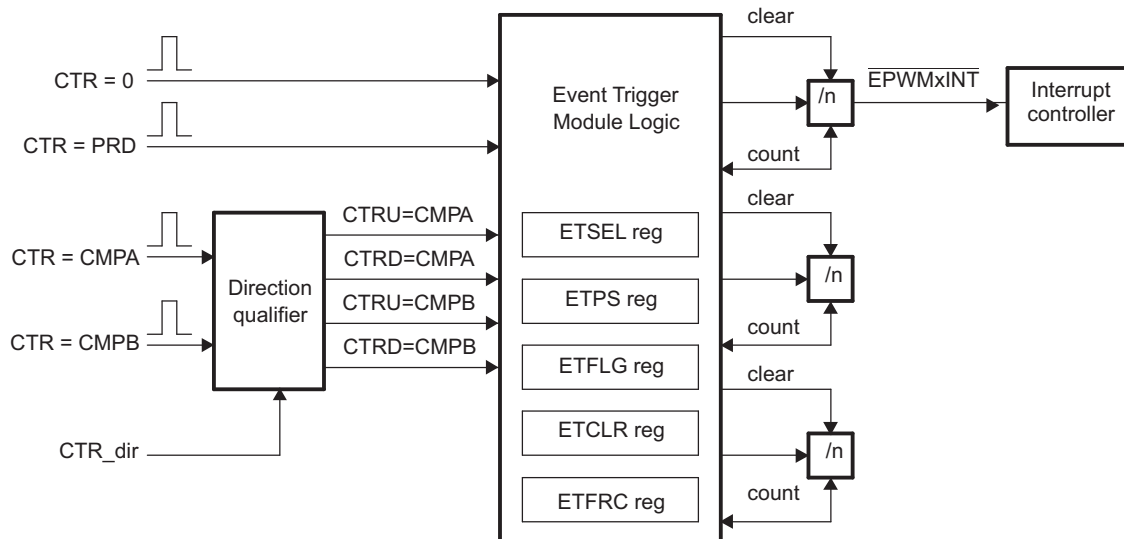 clear
CTR = 0
EPWMxINT
/n
Interrupt
controller
Event Trigger
Module Logic
CTR = PRD
count
clear
CTRU=CMPA
ETSEL reg
CTR = CMPA
CTRD=CMPA
Direction
qualifier
/n
ETPS reg
CTRU=CMPB
CTR = CMPB
count
CTRD=CMPB
ETFLG reg
clear
ETCLR reg
CTR_dir
/n
count
ETFRC reg